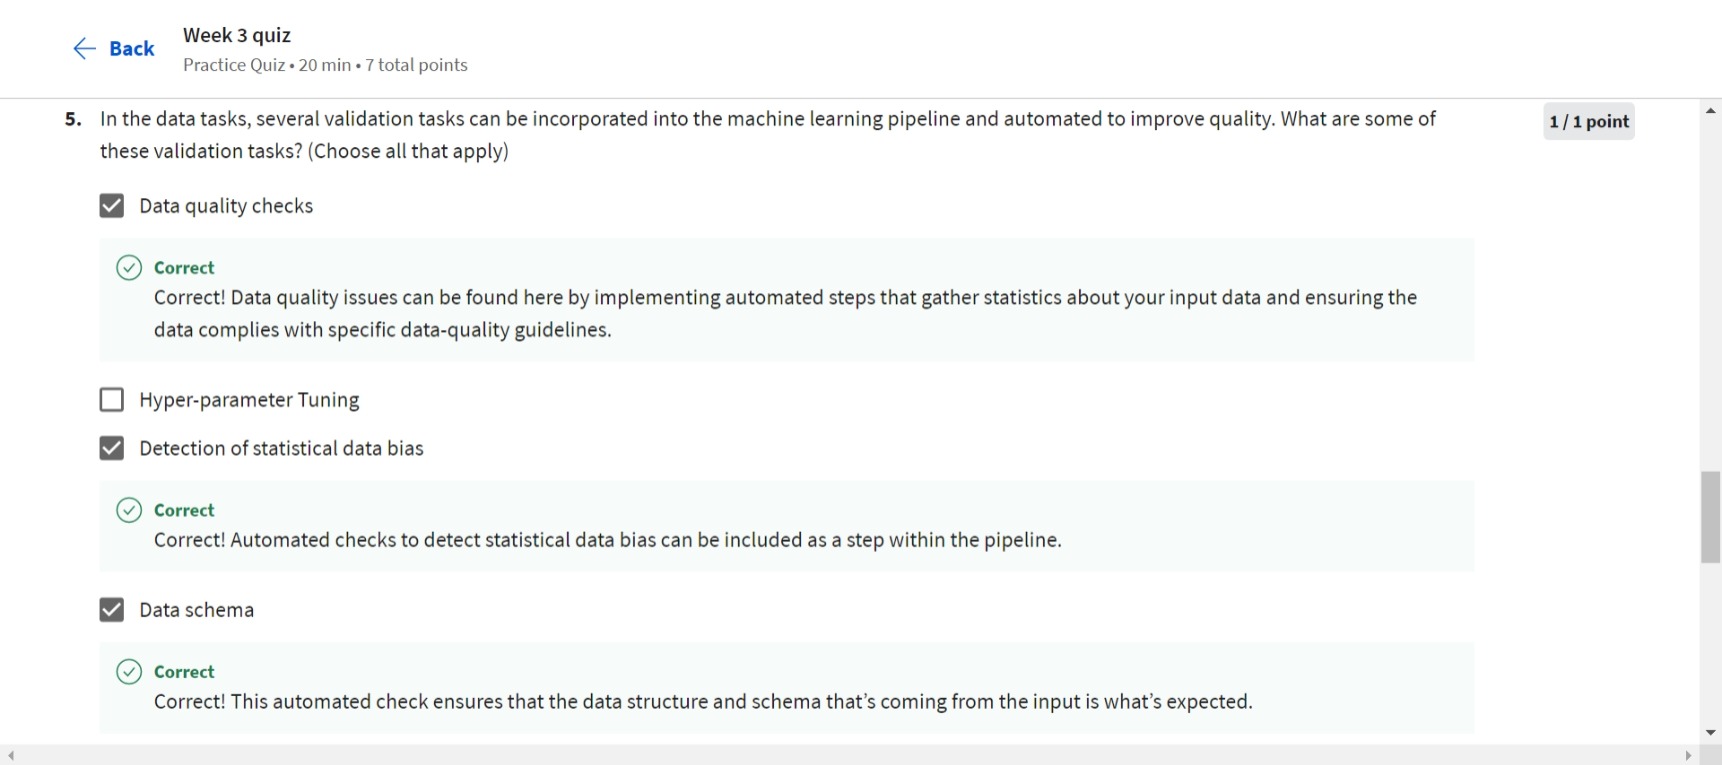 Back
Week 3 quiz
Practice Quiz • 20 min • 7 total points
5. In the data tasks, several validation tasks can be incorporated into the machine learning pipeline and automated to improve quality. What are some of
these validation tasks? (Choose all that apply)
1 / 1 point
Data quality checks
Correct
Correct! Data quality issues can be found here by implementing automated steps that gather statistics about your input data and ensuring the
data complies with specific data-quality guidelines.
Hyper-parameter Tuning
Detection of statistical data bias
Correct
Correct! Automated checks to detect statistical data bias can be included as a step within the pipeline.
Data schema
Correct
Correct! This automated check ensures that the data structure and schema that’s coming from the input is what’s expected.